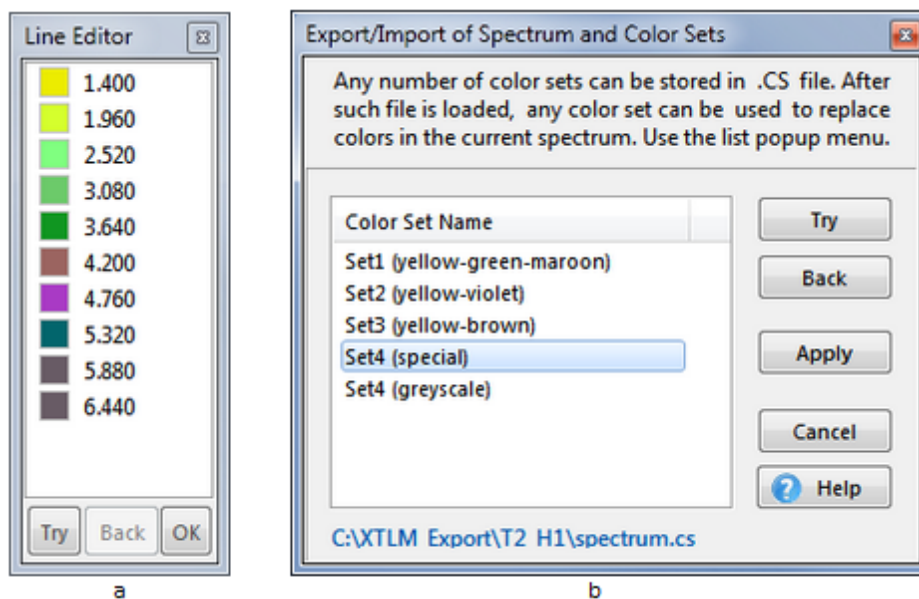 Line Editor
1.400
1.960
2.520
3.080
3.640
4.200
4.760
5.320
5.880
6.440
Try Back OK
a
Export/Import of Spectrum and Color Sets
Any number of color sets can be stored in .CS file. After
such file is loaded, any color set can be used to replace
colors in the current spectrum. Use the list popup menu.
Color Set Name
Set1 (yellow-green-maroon)
Set2 (yellow-violet)
Set3 (yellow-brown)
Set4 (special)
Set4 (greyscale)
Try
Back
Apply
Cancel
? Help
C:\XTLM Export\T2 H1\spectrum.cs
b